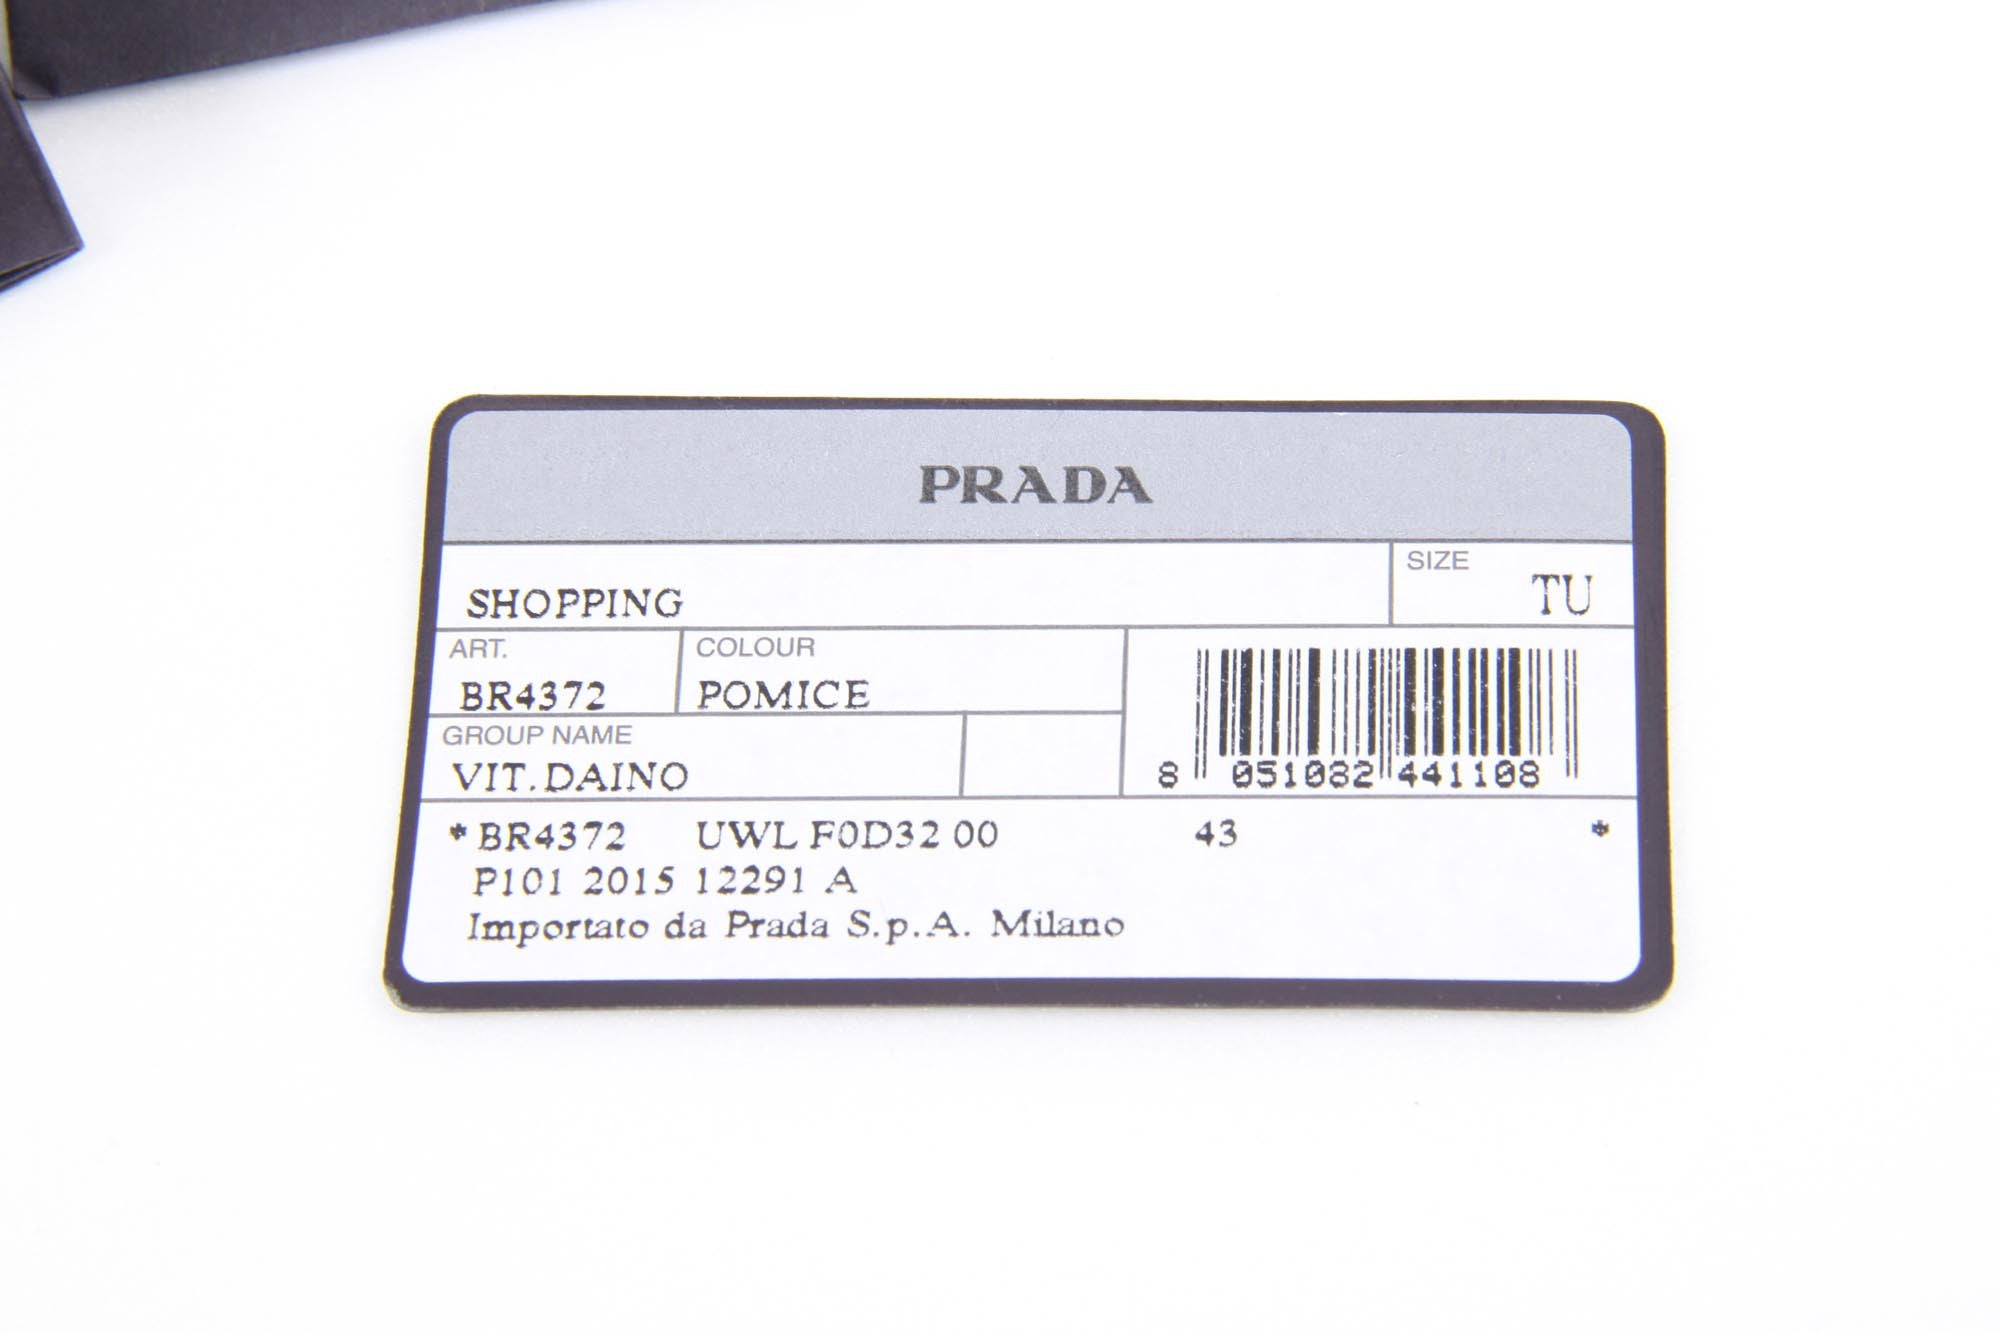 PRADA
SHOPPING
SIZE
TU
ART.
BR4372
COLOUR
POMICE
GROUP NAME
VIT.DAINO
8 051082 441108
* BR4372 UWL F0D32 00 43 *
P101 2015 12291 A
Importato da Prada S.p.A. Milano